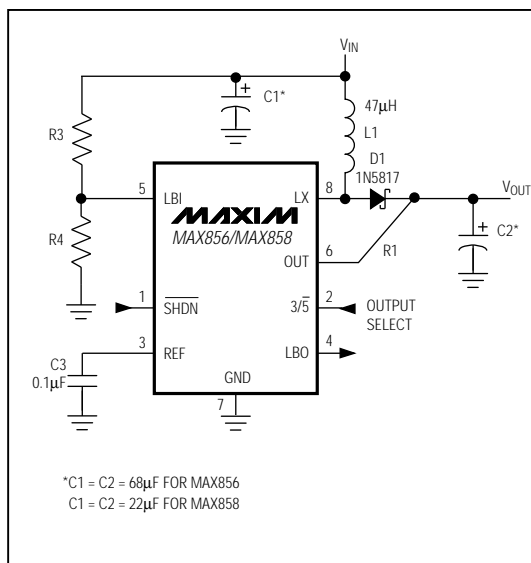 VIN
C1*
+
47μH
L1
R3
D1
1N5817
5
LBI
LX
8
VOUT
MAXIM
MAX856/MAX858
R4
OUT
6
R1
+
C2*
1
SHDN
3/5
2
OUTPUT
SELECT
3
REF
LBO
4
C3
0.1μF
GND
7
*C1 = C2 = 68μF FOR MAX856
C1 = C2 = 22μF FOR MAX858